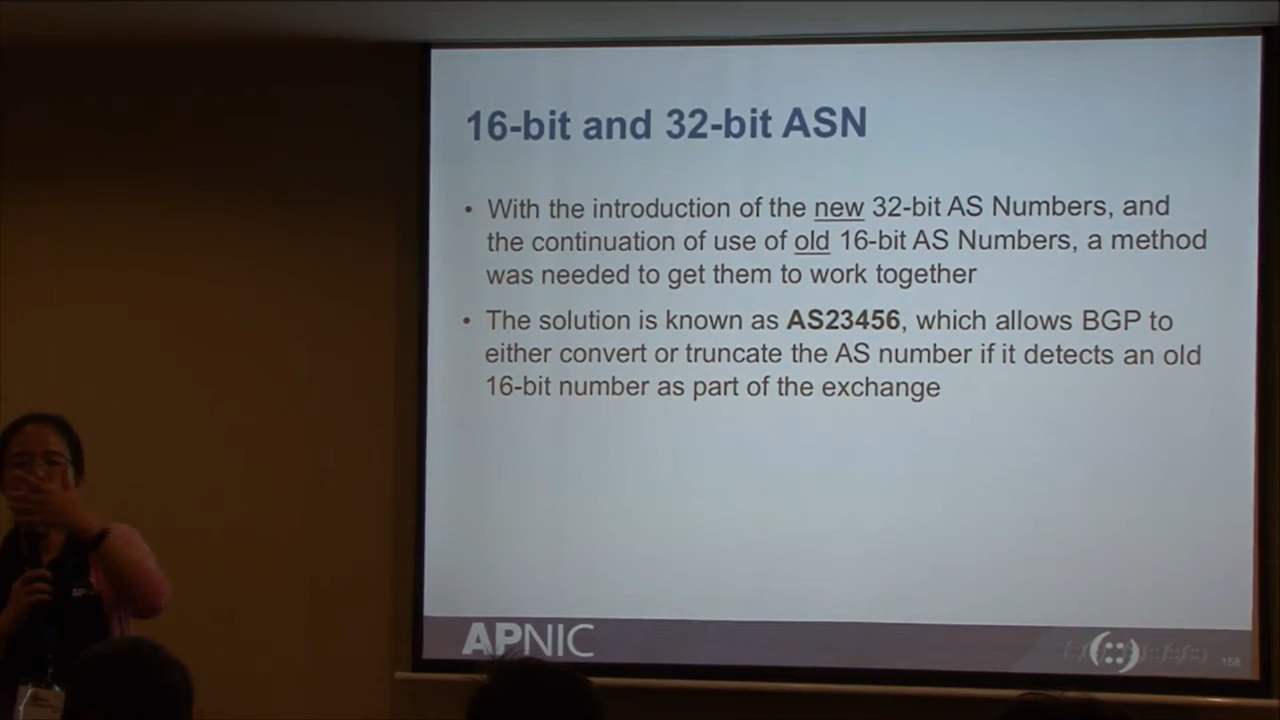 16-bit and 32-bit ASN
• With the introduction of the new 32-bit AS Numbers, and
the continuation of use of old 16-bit AS Numbers, a method
was needed to get them to work together
• The solution is known as AS23456, which allows BGP to
either convert or truncate the AS number if it detects an old
16-bit number as part of the exchange
APNIC
158